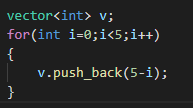 vector<int> v;
for(int i=0;i<5;i++)
{
    v.push_back(5-i);
}